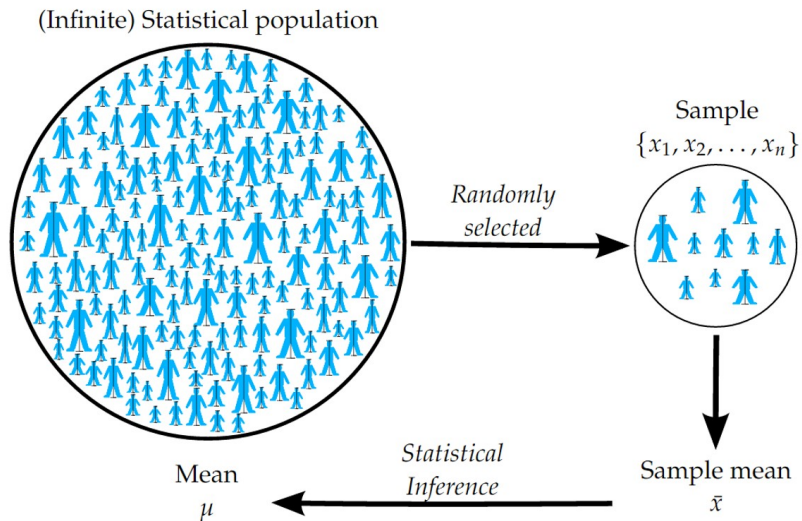 (Infinite) Statistical population
Randomly
selected
Sample
{x₁, x₂, . . . , xₙ}
Mean
μ
Statistical
Inference
Sample mean
x̄